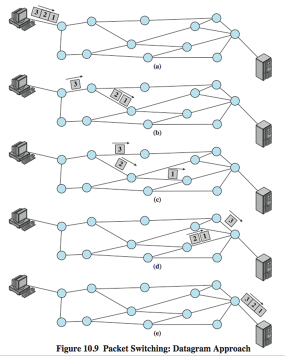 3 2 1
(a)
3
2 1
(b)
3
2
1
(c)
3
2 1
(d)
3 2 1
(e)
Figure 10.9 Packet Switching: Datagram Approach